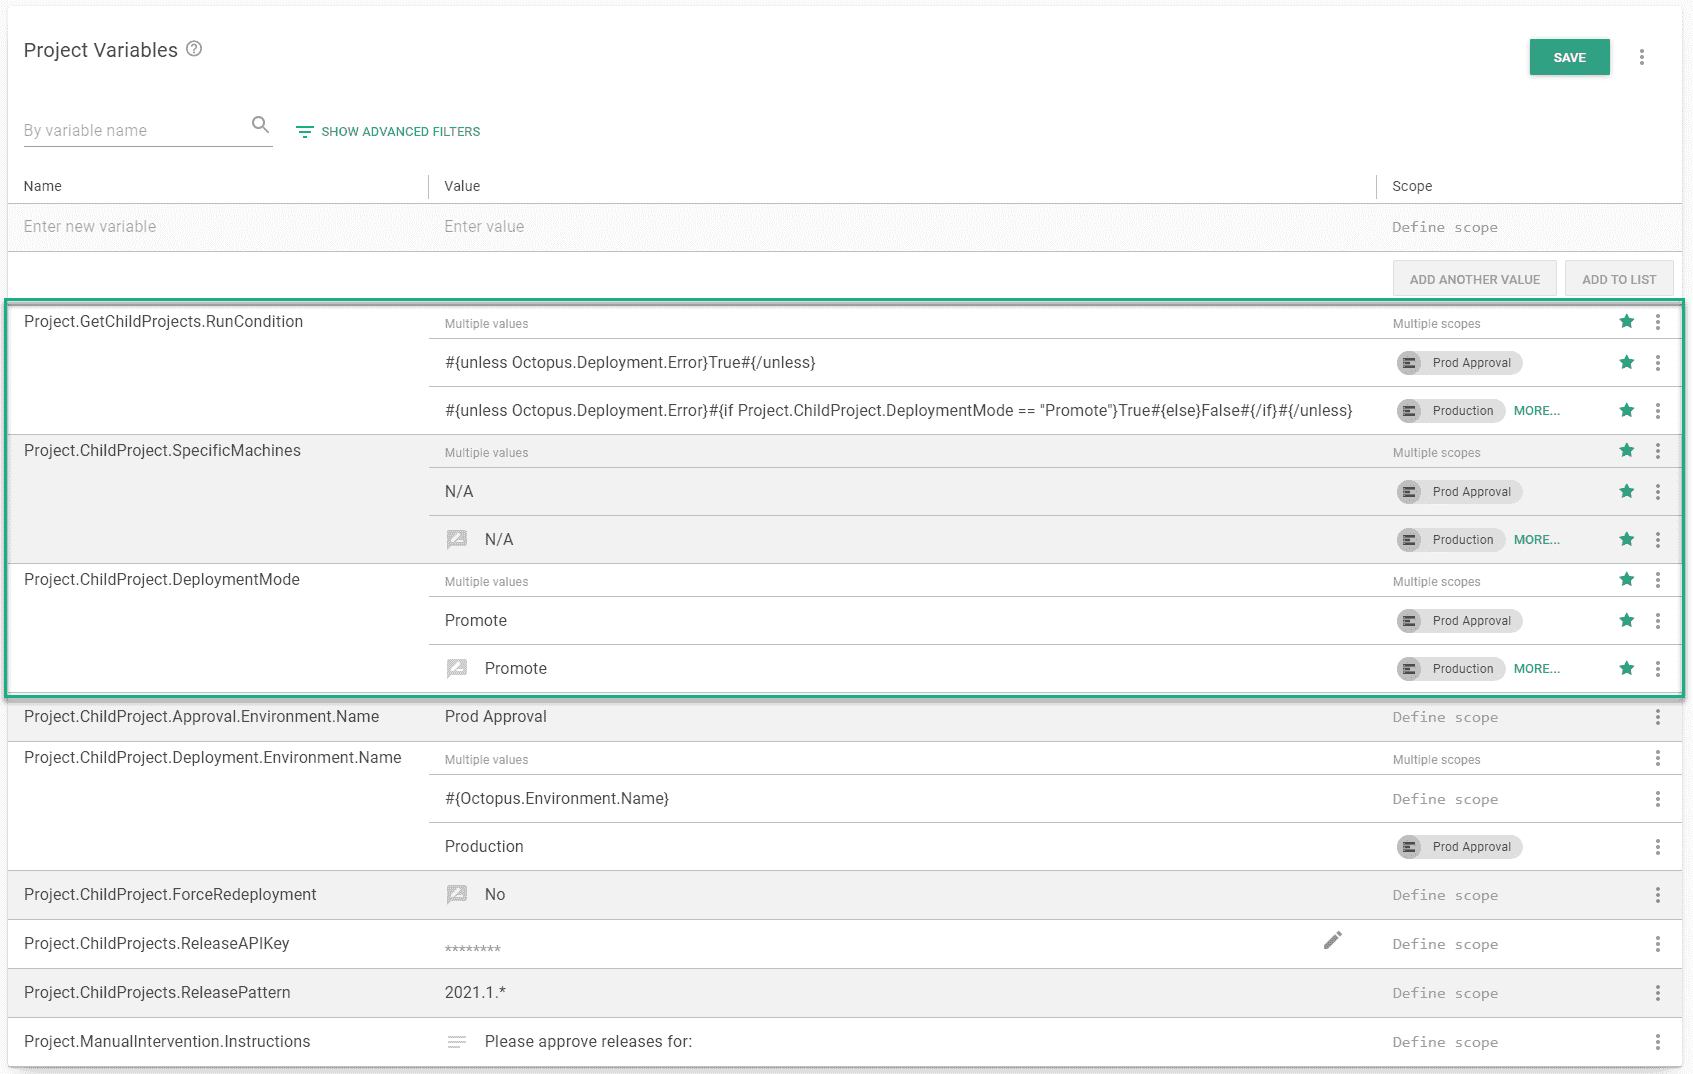 Project Variables
SAVE
By variable name
SHOW ADVANCED FILTERS
Name Value Scope
Enter new variable Enter value Define scope
ADD ANOTHER VALUE ADD TO LIST
Project.GetChildProjects.RunCondition Multiple values Multiple scopes
#{unless Octopus.Deployment.Error}True#{/unless} Prod Approval
#{unless Octopus.Deployment.Error}#{if Project.ChildProject.DeploymentMode == "Promote"}True#{else}False#{/if}#{/unless} Production MORE...
Project.ChildProject.SpecificMachines Multiple values Multiple scopes
N/A Prod Approval
N/A Production MORE...
Project.ChildProject.DeploymentMode Multiple values Multiple scopes
Promote Prod Approval
Promote Production MORE...
Project.ChildProject.Approval.Environment.Name Prod Approval Define scope
Project.ChildProject.Deployment.Environment.Name Multiple values Multiple scopes
#{Octopus.Environment.Name} Define scope
Production Prod Approval
Project.ChildProject.ForceRedeployment No Define scope
Project.ChildProjects.ReleaseAPIKey ******** Define scope
Project.ChildProjects.ReleasePattern 2021.1.* Define scope
Project.ManualIntervention.Instructions Please approve releases for: Define scope